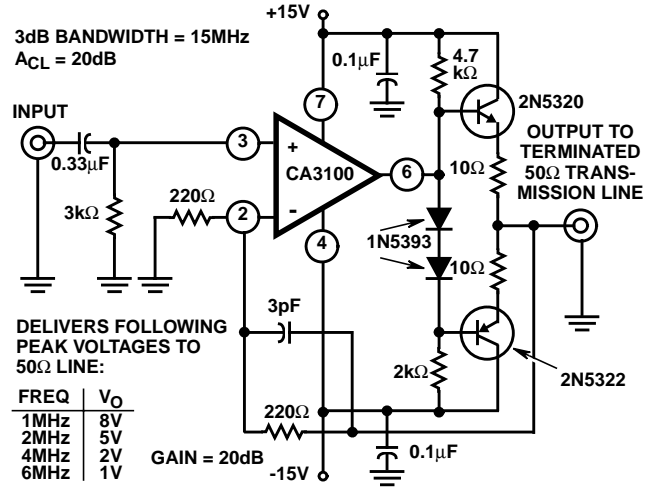 +15V
3dB BANDWIDTH = 15MHz
ACL = 20dB
0.1µF
4.7
kΩ
2N5320
INPUT
7
3
+
CA3100
6
0.33µF
10Ω
OUTPUT TO
TERMINATED
50Ω TRANS-
MISSION LINE
3kΩ
220Ω
2
-
4
1N5393
10Ω
3pF
DELIVERS FOLLOWING
PEAK VOLTAGES TO
50Ω LINE:
2kΩ
2N5322
FREQ VO
1MHz 8V
2MHz 5V
4MHz 2V
6MHz 1V
220Ω
GAIN = 20dB
0.1µF
-15V